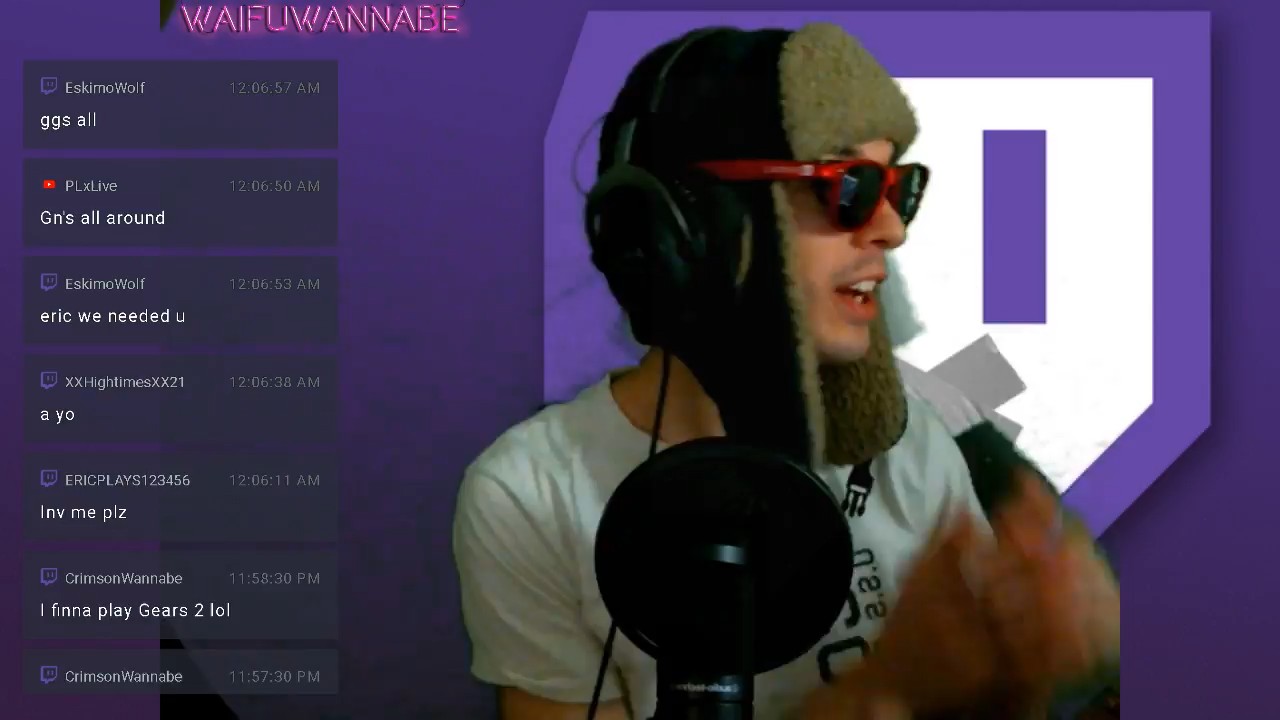 WAIFUWANNABE
EskimoWolf 12:06:57 AM
ggs all
PLxLive 12:06:50 AM
Gn's all around
EskimoWolf 12:06:53 AM
eric we needed u
XXHightimesXX21 12:06:38 AM
a yo
ERICPLAYS123456 12:06:11 AM
Inv me plz
CrimsonWannabe 11:58:30 PM
I finna play Gears 2 lol
CrimsonWannabe 11:57:30 PM